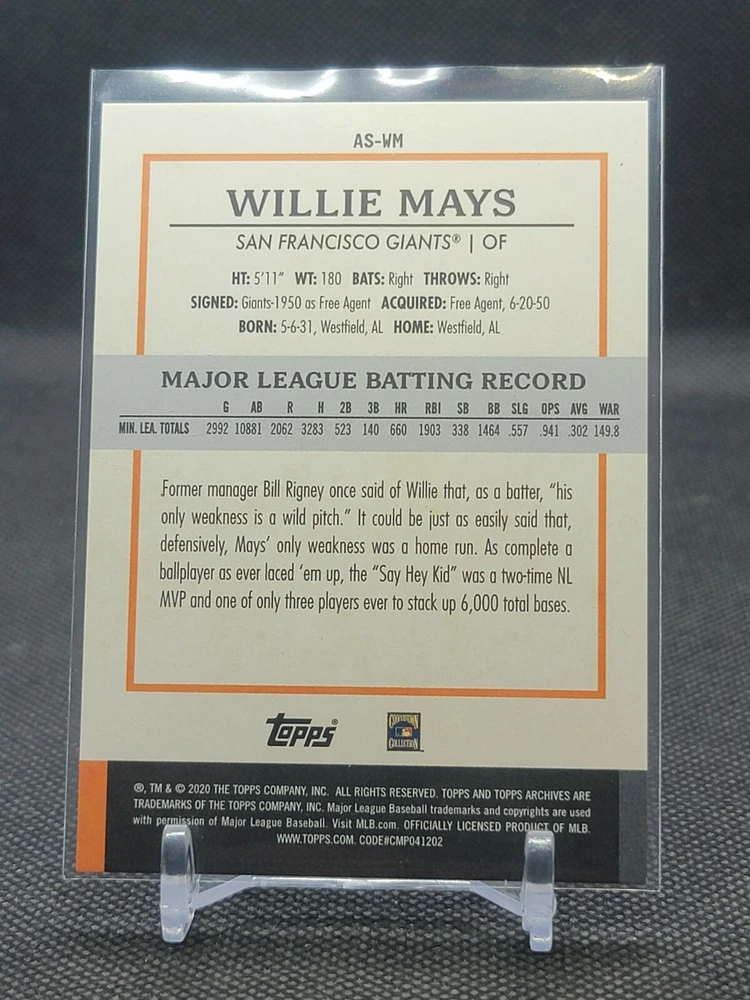 AS-WM
WILLIE MAYS
SAN FRANCISCO GIANTS® | OF
HT: 5'11" WT: 180 BATS: Right THROWS: Right
SIGNED: Giants-1950 as Free Agent ACQUIRED: Free Agent, 6-20-50
BORN: 5-6-31, Westfield, AL HOME: Westfield, AL
MAJOR LEAGUE BATTING RECORD
G AB R H 2B 3B HR RBI SB BB SLG OPS AVG WAR
MIN. LEA. TOTALS 2992 10881 2062 3283 523 140 660 1903 338 1464 .557 .941 .302 149.8
Former manager Bill Rigney once said of Willie that, as a batter, "his
only weakness is a wild pitch." It could be just as easily said that,
defensively, Mays' only weakness was a home run. As complete a
ballplayer as ever laced 'em up, the "Say Hey Kid" was a two-time NL
MVP and one of only three players ever to stack up 6,000 total bases.
Topps®
COOPERSTOWN
COLLECTION
®, TM & © 2020 THE TOPPS COMPANY, INC. ALL RIGHTS RESERVED. TOPPS AND TOPPS ARCHIVES ARE
TRADEMARKS OF THE TOPPS COMPANY, INC. Major League Baseball trademarks and copyrights are used
with permission of Major League Baseball. Visit MLB.com. OFFICIALLY LICENSED PRODUCT OF MLB.
WWW.TOPPS.COM. CODE#CMP041202